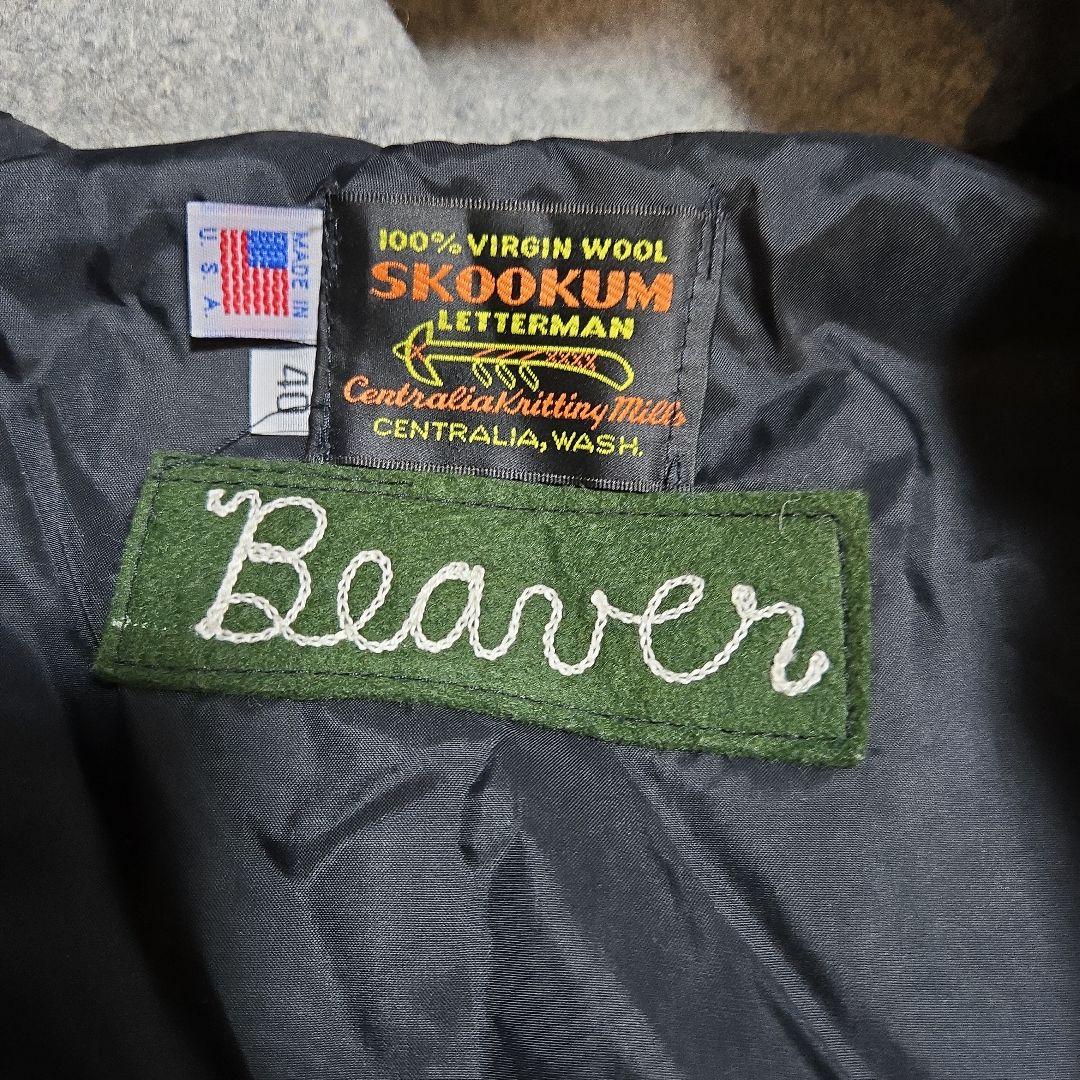 MADE IN
U. S. A.
40
100% VIRGIN WOOL
SKOOKUM
LETTERMAN
Centralia Knitting Mills
CENTRALIA, WASH.
Beaver